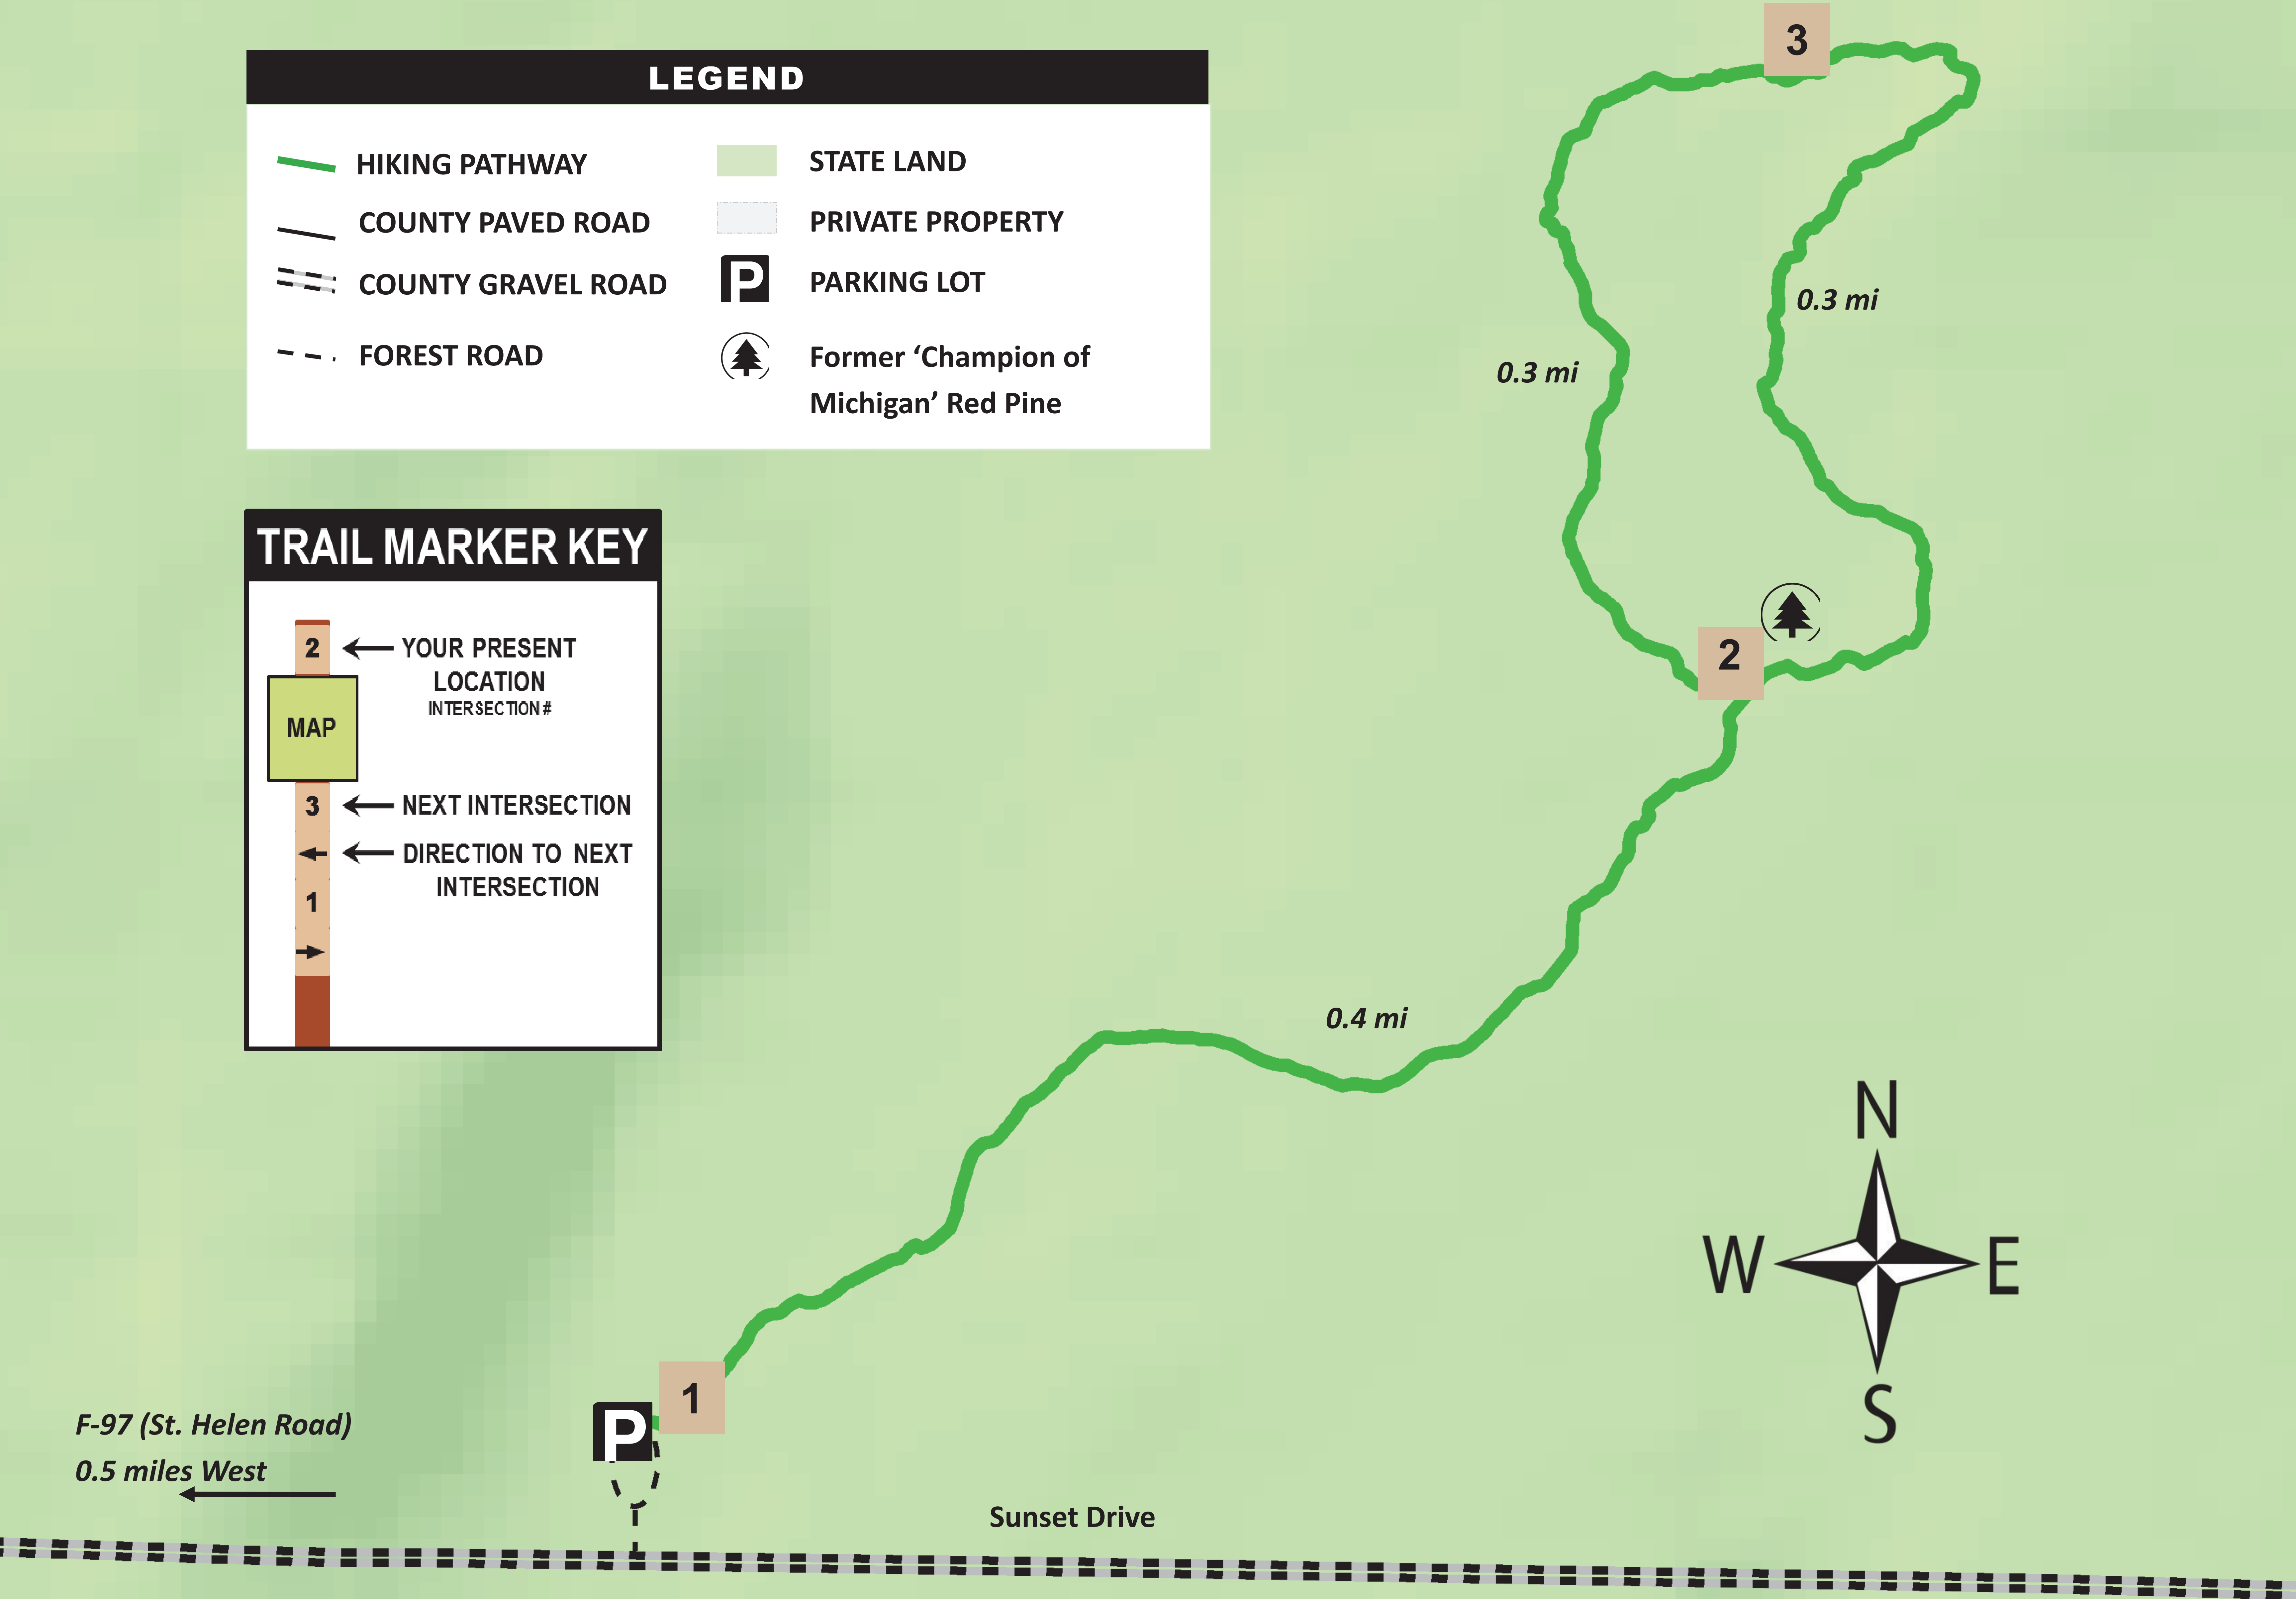 LEGEND
HIKING PATHWAY
COUNTY PAVED ROAD
COUNTY GRAVEL ROAD
FOREST ROAD
STATE LAND
PRIVATE PROPERTY
P
PARKING LOT
Former ‘Champion of
Michigan’ Red Pine
TRAIL MARKER KEY
2
YOUR PRESENT
LOCATION
INTERSECTION #
MAP
3
NEXT INTERSECTION
DIRECTION TO NEXT
INTERSECTION
1
3
0.3 mi
0.3 mi
2
0.4 mi
1
P
N
W
E
S
F-97 (St. Helen Road)
0.5 miles West
Sunset Drive